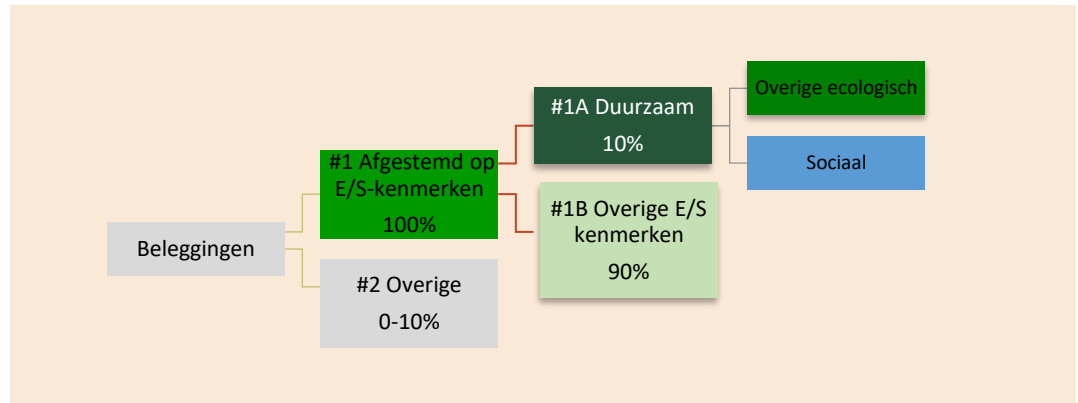 Beleggingen
#1 Afgestemd op
E/S-kenmerken
100%
#2 Overige
0-10%
#1A Duurzaam
10%
#1B Overige E/S
kenmerken
90%
Overige ecologisch
Sociaal